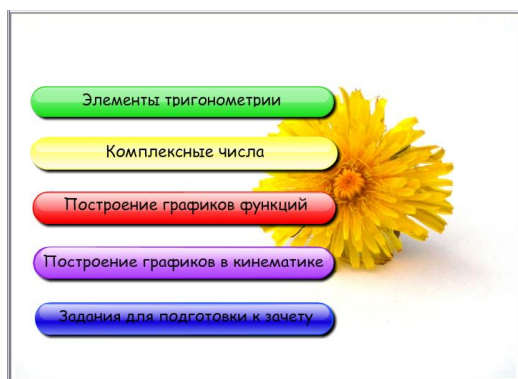 Элементы тригонометрии
Комплексные числа
Построение графиков функций
Построение графиков в кинематике
Задания для подготовки к зачету